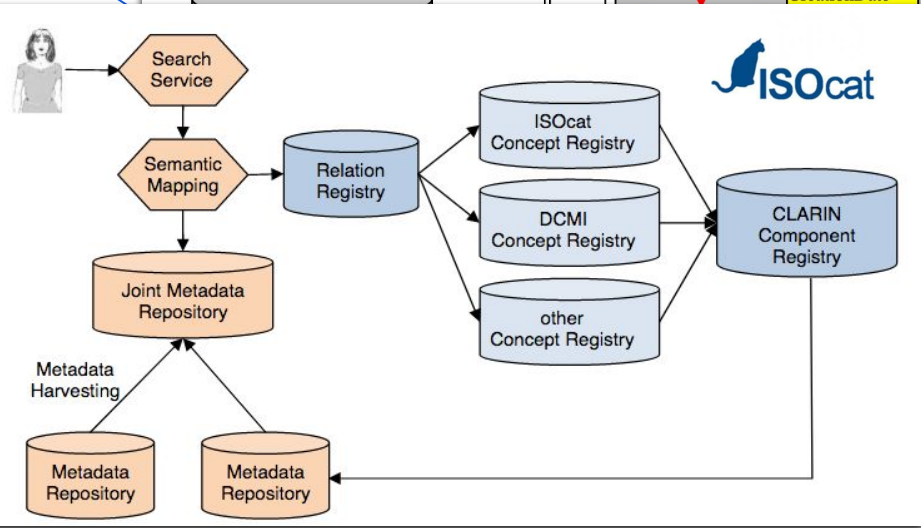 Search
Service
ISOcat
Semantic
Mapping
Relation
Registry
ISOcat
Concept Registry
DCMI
Concept Registry
other
Concept Registry
CLARIN
Component
Registry
Joint Metadata
Repository
Metadata
Harvesting
Metadata
Repository
Metadata
Repository